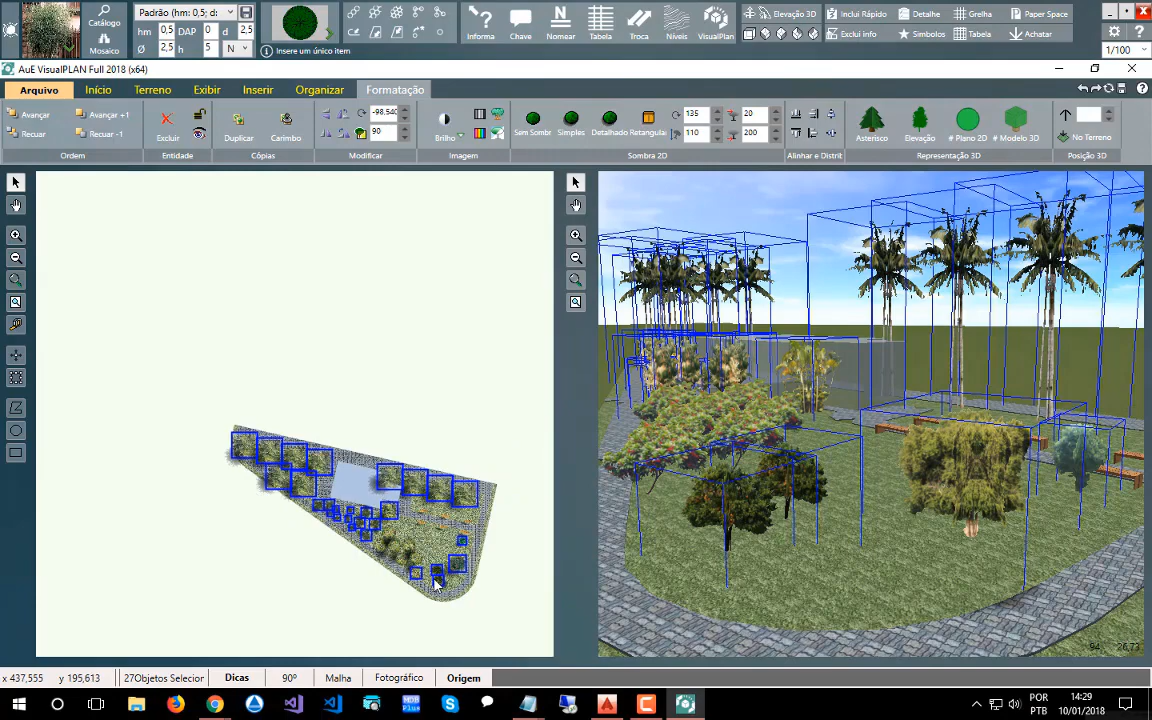 Padrão (hm: 0,5; d:
Catálogo
Mosaico
hm 0,5 DAP 0 d 2,5
Ø 2,5 h 5 N
Insere um único item
Informa
Chave
Nomear
Tabela
Troca
Níveis
VisualPlan
Elevação 3D
Inclui Rápido
Detalhe
Grelha
Paper Space
Exclui info
Símbolos
Tabela
Achatar
1/100
AuE VisualPLAN Full 2018 (x64)
Arquivo
Início
Terreno
Exibir
Inserir
Organizar
Formatação
Avançar
Avançar +1
Recuar
Recuar -1
Ordem
Excluir
Entidade
Duplicar
Carimbo
Cópias
-98,540
90
Modificar
Brilho
Imagem
Sem Sombr
Simples
Detalhado
Retangula
135
20
110
200
Sombra 2D
Alinhar e Distrib
Asterisco
Elevação
# Plano 2D
# Modelo 3D
Representação 3D
No Terreno
Posição 3D
94 26,73
x 437,555 y 195,613
27Objetos Selecior
Dicas
90º
Malha
Fotográfico
Origem
POR
PTB
14:29
10/01/2018